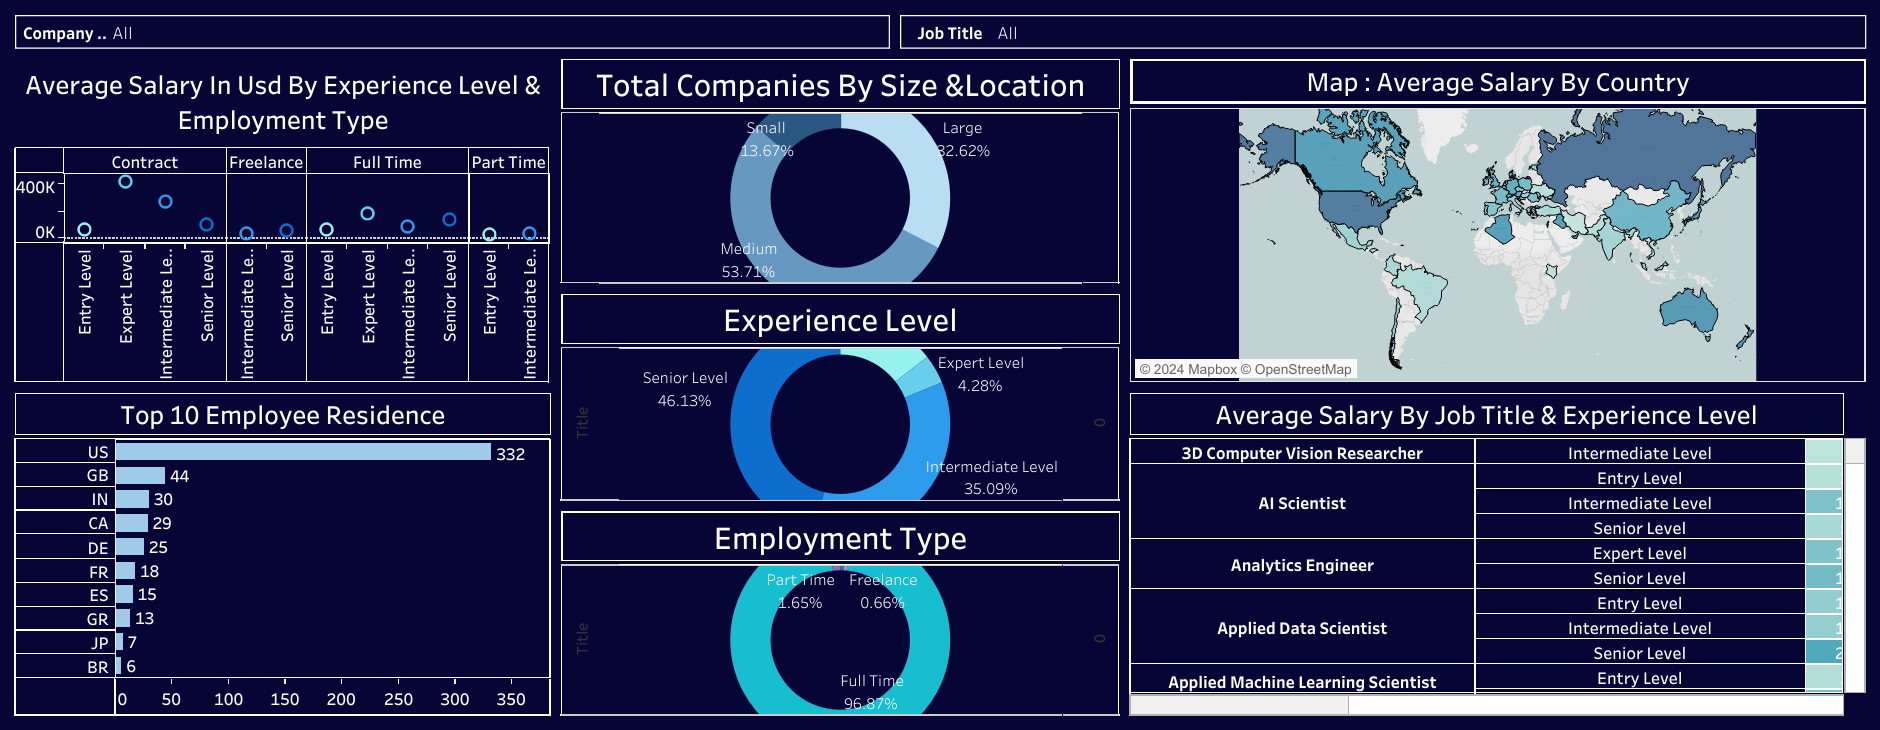 Company .. All
Job Title All
Average Salary In Usd By Experience Level &
Employment Type
Contract
Freelance
Full Time
Part Time
400K
0K
Entry Level
Expert Level
Intermediate Le..
Senior Level
Intermediate Le..
Senior Level
Entry Level
Expert Level
Intermediate Le..
Senior Level
Entry Level
Intermediate Le..
Top 10 Employee Residence
US 332
GB 44
IN 30
CA 29
DE 25
FR 18
ES 15
GR 13
JP 7
BR 6
0 50 100 150 200 250 300 350
Total Companies By Size &Location
Small
13.67%
Large
32.62%
Medium
53.71%
Experience Level
Senior Level
46.13%
Expert Level
4.28%
Intermediate Level
35.09%
Title
0
Employment Type
Part Time
1.65%
Freelance
0.66%
Full Time
96.87%
Title
0
Map : Average Salary By Country
© 2024 Mapbox © OpenStreetMap
Average Salary By Job Title & Experience Level
3D Computer Vision Researcher
Intermediate Level
AI Scientist
Entry Level
Intermediate Level
1
Senior Level
Analytics Engineer
Expert Level
1
Senior Level
1
Applied Data Scientist
Entry Level
1
Intermediate Level
1
Senior Level
2
Applied Machine Learning Scientist
Entry Level